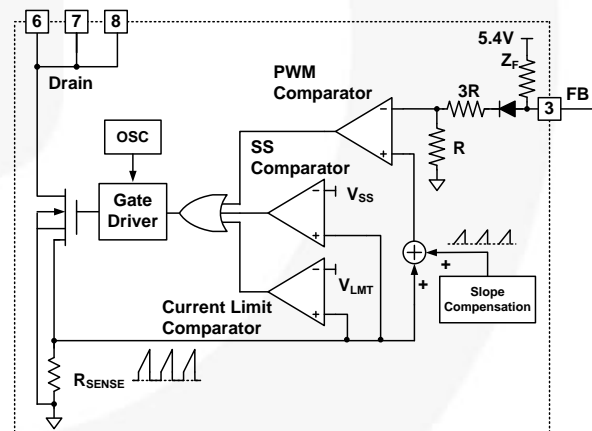 6 7 8
Drain
5.4V
ZF
PWM
Comparator
3R
3 FB
R
OSC
SS
Comparator
VSS
Gate
Driver
VLMT
Current Limit
Comparator
Slope
Compensation
RSENSE
- + - + - + + +